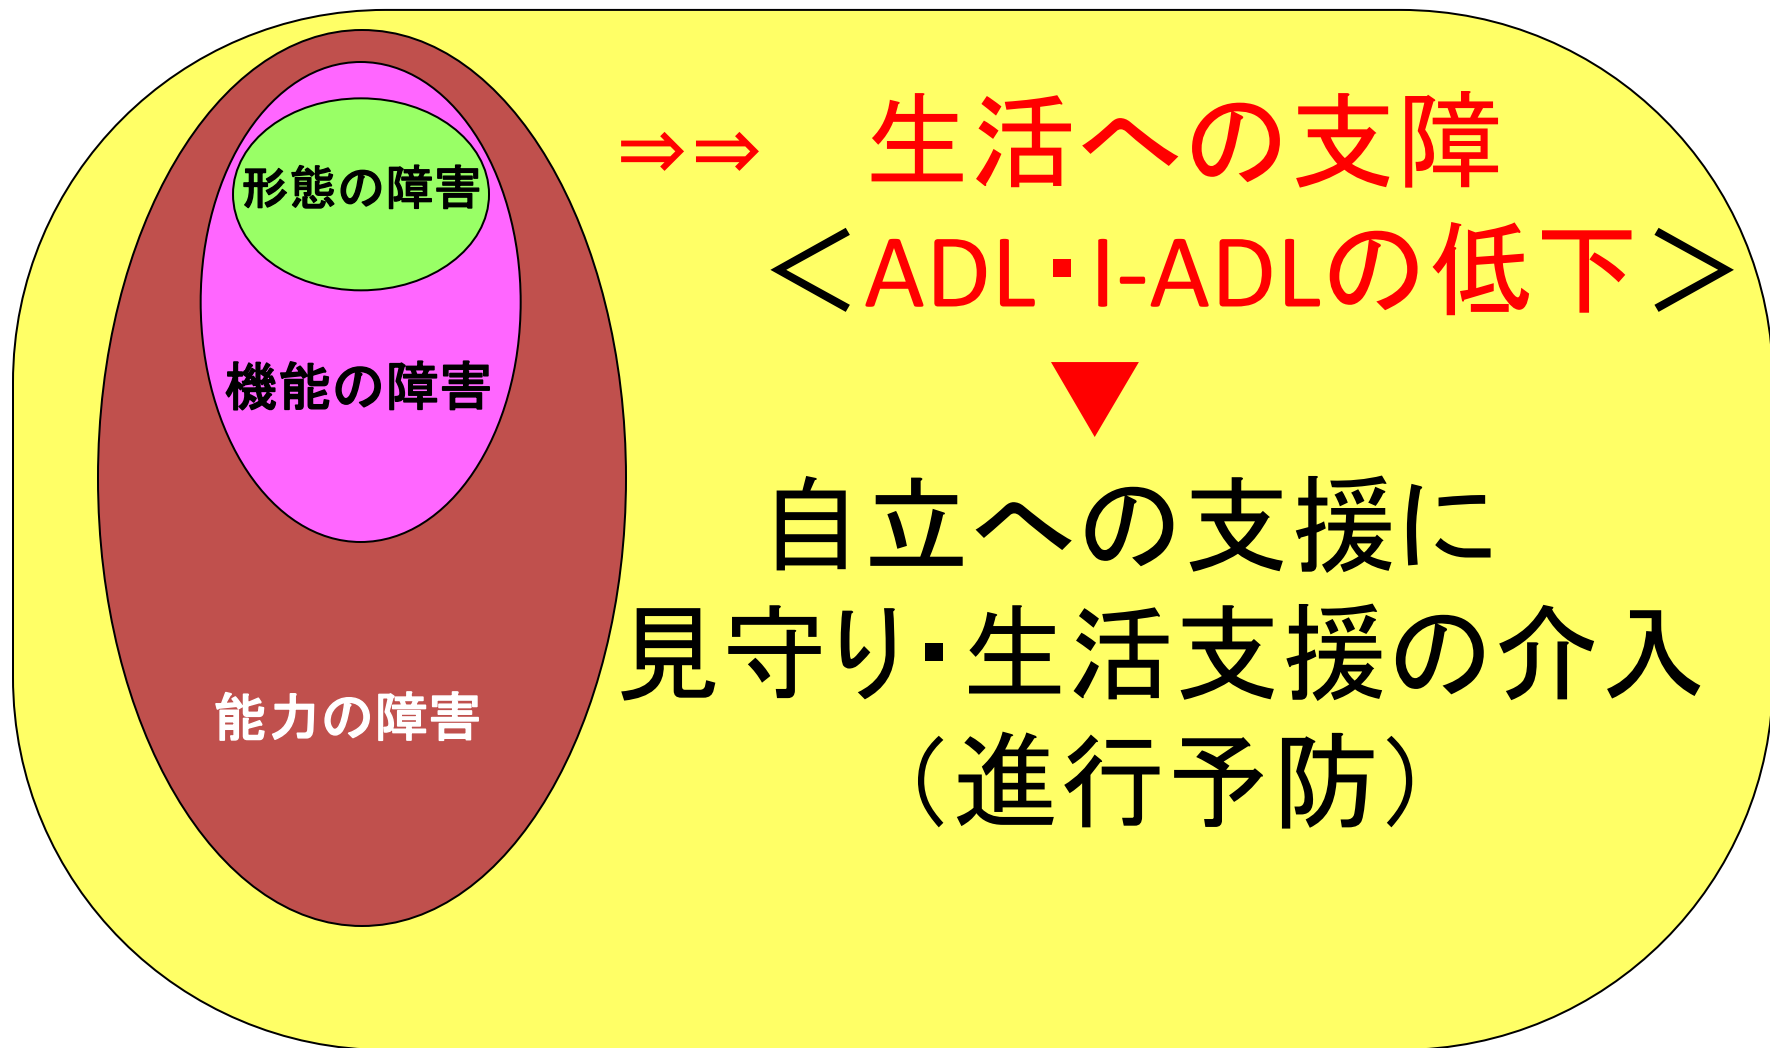 形態の障害
機能の障害
能力の障害
⇒⇒ 生活への支障
＜ADL・I-ADLの低下＞
▼
自立への支援に
見守り・生活支援の介入
（進行予防）